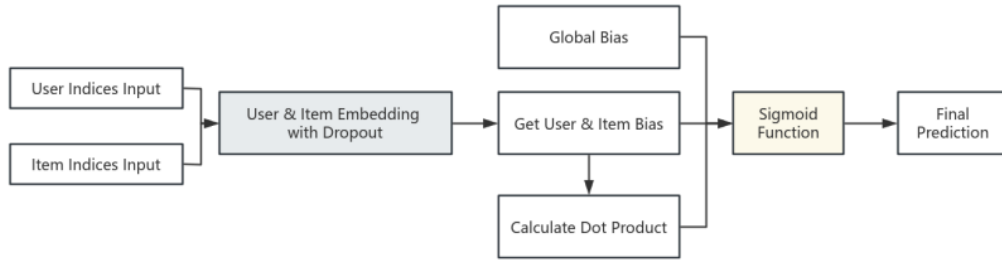 Global Bias
User Indices Input
Item Indices Input
User & Item Embedding
with Dropout
Get User & Item Bias
Calculate Dot Product
Sigmoid
Function
Final
Prediction